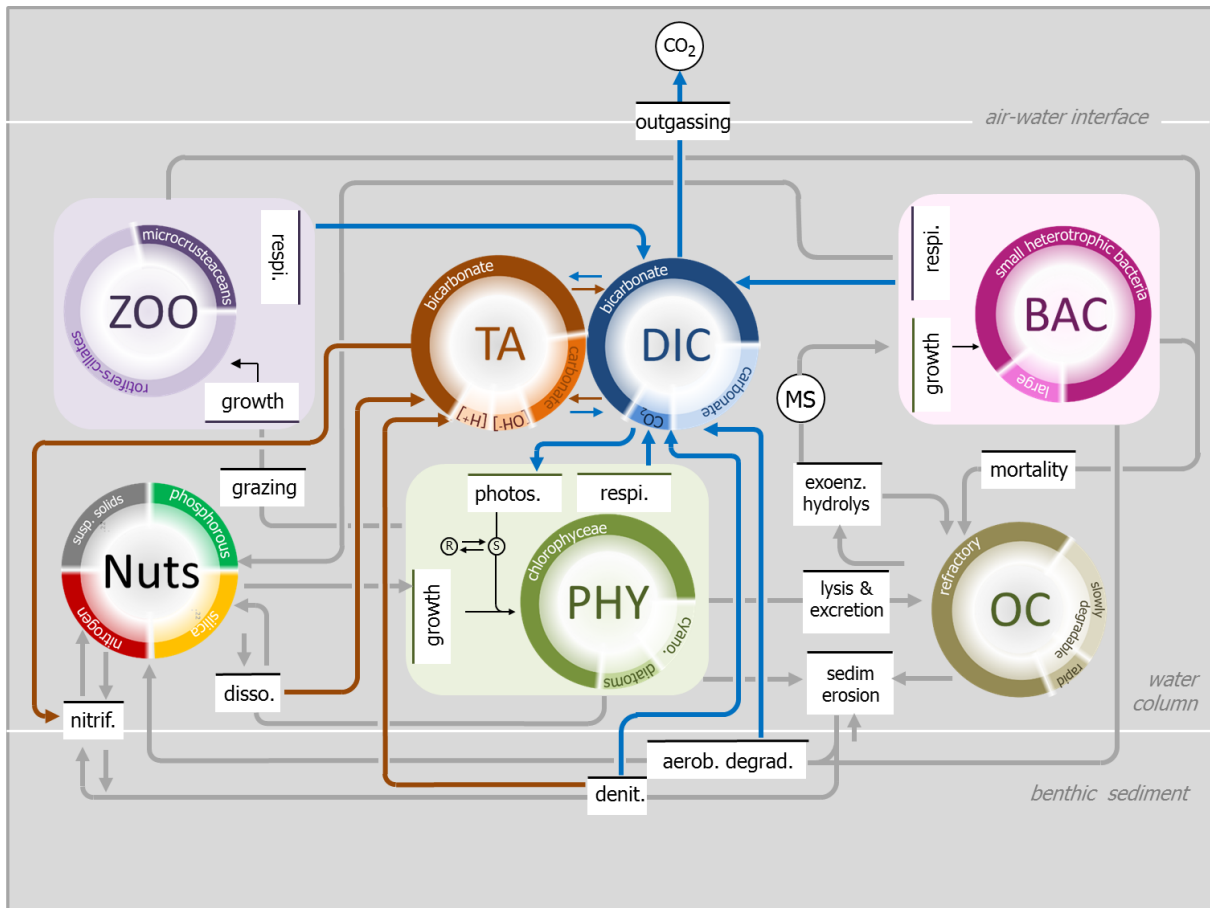 CO2
outgassing
air-water interface
ZOO
microcrusteaceans
rotifers-ciliates
respi.
growth
TA
bicarbonate
carbonate
[H+]
[OH-]
DIC
bicarbonate
carbonate
CO2
BAC
small heterotrophic bacteria
large
respi.
growth
MS
grazing
photos.
respi.
exoenz.
hydrolys
mortality
Nuts
susp. solids
phosphorous
nitrogen
silica
R
S
growth
PHY
chlorophyceae
cyano.
diatoms
lysis &
excretion
OC
refractory
slowly
degradable
rapid
disso.
sedim
erosion
water
column
nitrif.
aerob. degrad.
denit.
benthic sediment